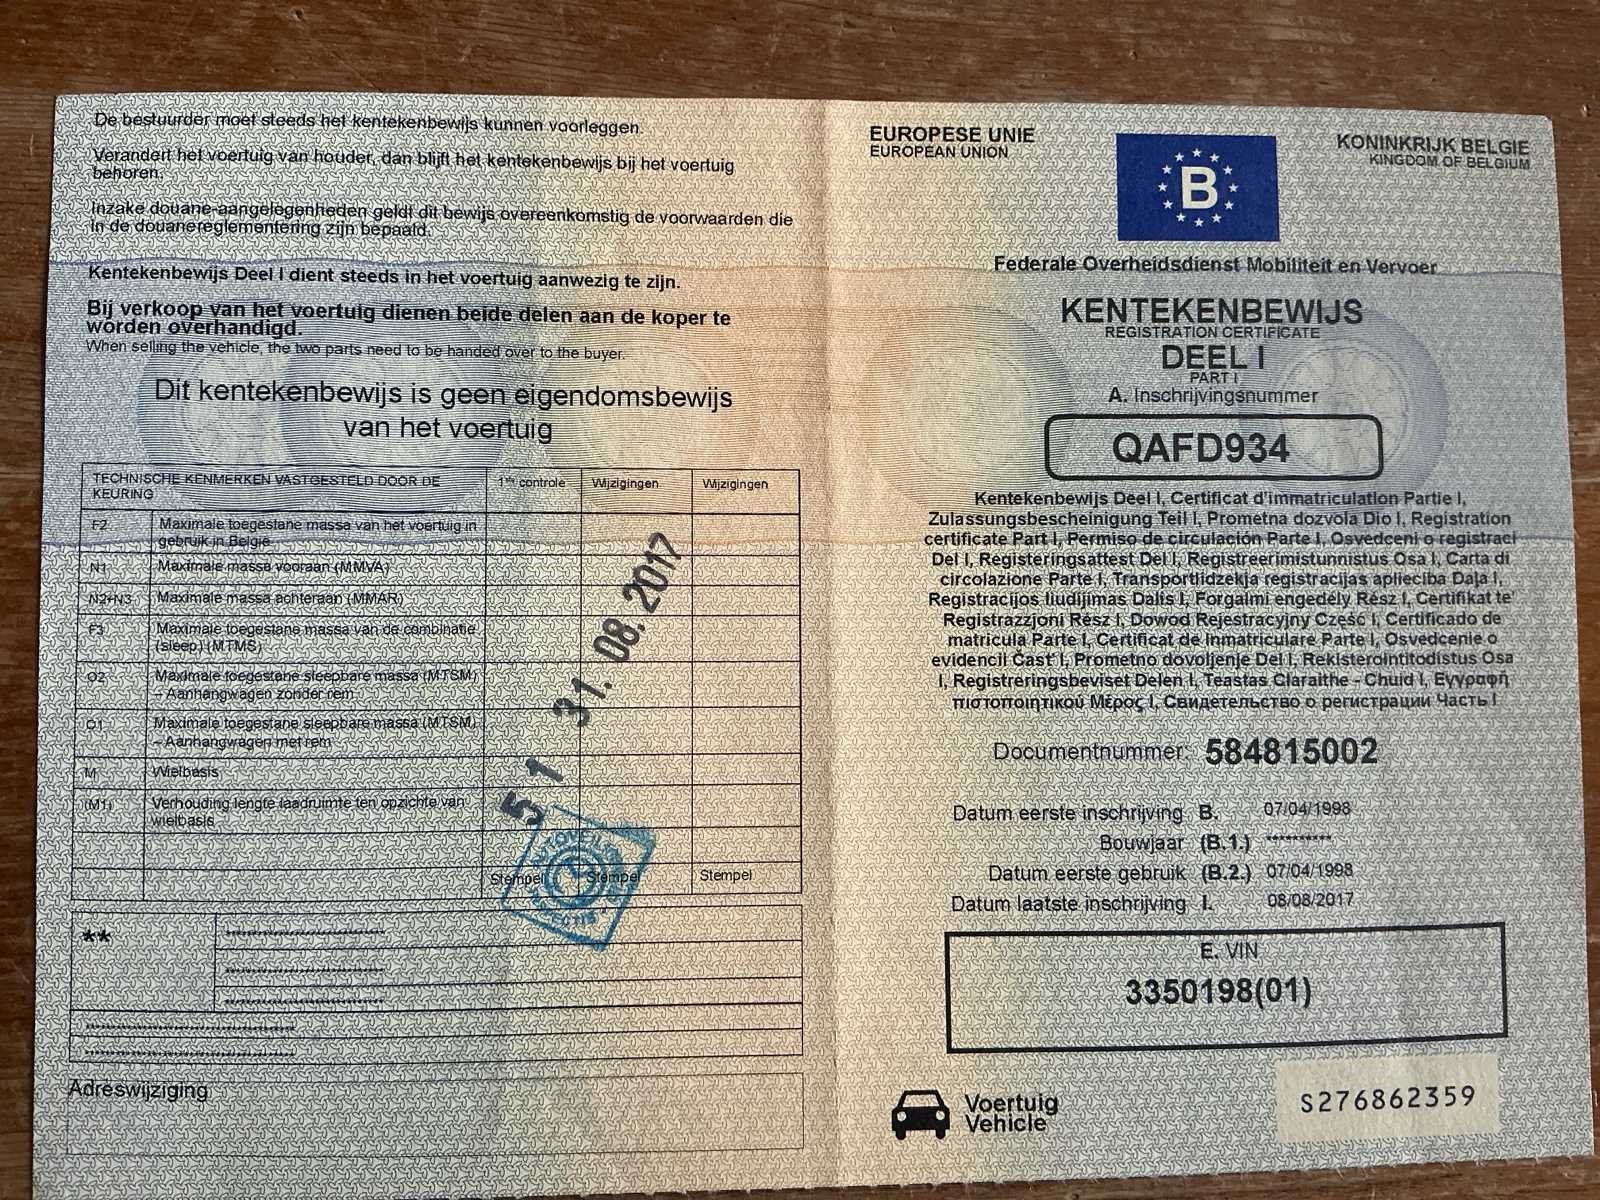 De bestuurder moet steeds het kentekenbewijs kunnen voorleggen.
Verandert het voertuig van houder, dan blijft het kentekenbewijs bij het voertuig
behoren.
Inzake douane-aangelegenheden geldt dit bewijs overeenkomstig de voorwaarden die
in de douanereglementering zijn bepaald.
Kentekenbewijs Deel I dient steeds in het voertuig aanwezig te zijn.
Bij verkoop van het voertuig dienen beide delen aan de koper te
worden overhandigd.
When selling the vehicle, the two parts need to be handed over to the buyer.
Dit kentekenbewijs is geen eigendomsbewijs
van het voertuig
TECHNISCHE KENMERKEN VASTGESTELD DOOR DE
KEURING
1ste controle
Wijzigingen
Wijzigingen
F2 Maximale toegestane massa van het voertuig in
gebruik in België
N1 Maximale massa vooraan (MMVA)
N2+N3 Maximale massa achteraan (MMAR)
F3 Maximale toegestane massa van de combinatie
(sleep) (MTMS)
O2 Maximale toegestane sleepbare massa (MTSM)
– Aanhangwagen zonder rem
O1 Maximale toegestane sleepbare massa (MTSM)
– Aanhangwagen met rem
M Wielbasis
(M1) Verhouding lengte laadruimte ten opzichte van
wielbasis
5 1 31.08.2017
Stempel Stempel Stempel
**
Adreswijziging
EUROPESE UNIE
EUROPEAN UNION
B
KONINKRIJK BELGIE
KINGDOM OF BELGIUM
Federale Overheidsdienst Mobiliteit en Vervoer
KENTEKENBEWIJS
REGISTRATION CERTIFICATE
DEEL I
PART I
A. Inschrijvingsnummer
QAFD934
Kentekenbewijs Deel I, Certificat d'immatriculation Partie I,
Zulassungsbescheinigung Teil I, Prometna dozvola Dio I, Registration
certificate Part I, Permiso de circulación Parte I, Osvedceni o registraci
Del I, Registeringsattest Del I, Registreerimistunnistus Osa I, Carta di
circolazione Parte I, Transportlidzekja registracijas aplieciba Daļa I,
Registracijos liudijimas Dalis I, Forgalmi engedély Rész I, Certifikat te'
Registrazzjoni Rész I, Dowod Rejestracyjny Część I, Certificado de
matricula Parte I, Certificat de Inmatriculare Parte I, Osvedcenie o
evidencii Časť I, Prometno dovoljenje Del I, Rekisterointitodistus Osa
I, Registreringsbeviset Delen I, Teastas Claraithe - Chuid I, Εγγραφή
πιστοποιητικού Μέρος I, Свидетельство о регистрации Часть I
Documentnummer: 584815002
Datum eerste inschrijving B. 07/04/1998
Bouwjaar (B.1.) **********
Datum eerste gebruik (B.2.) 07/04/1998
Datum laatste inschrijving I. 08/08/2017
E. VIN
3350198(01)
Voertuig
Vehicle
S276862359